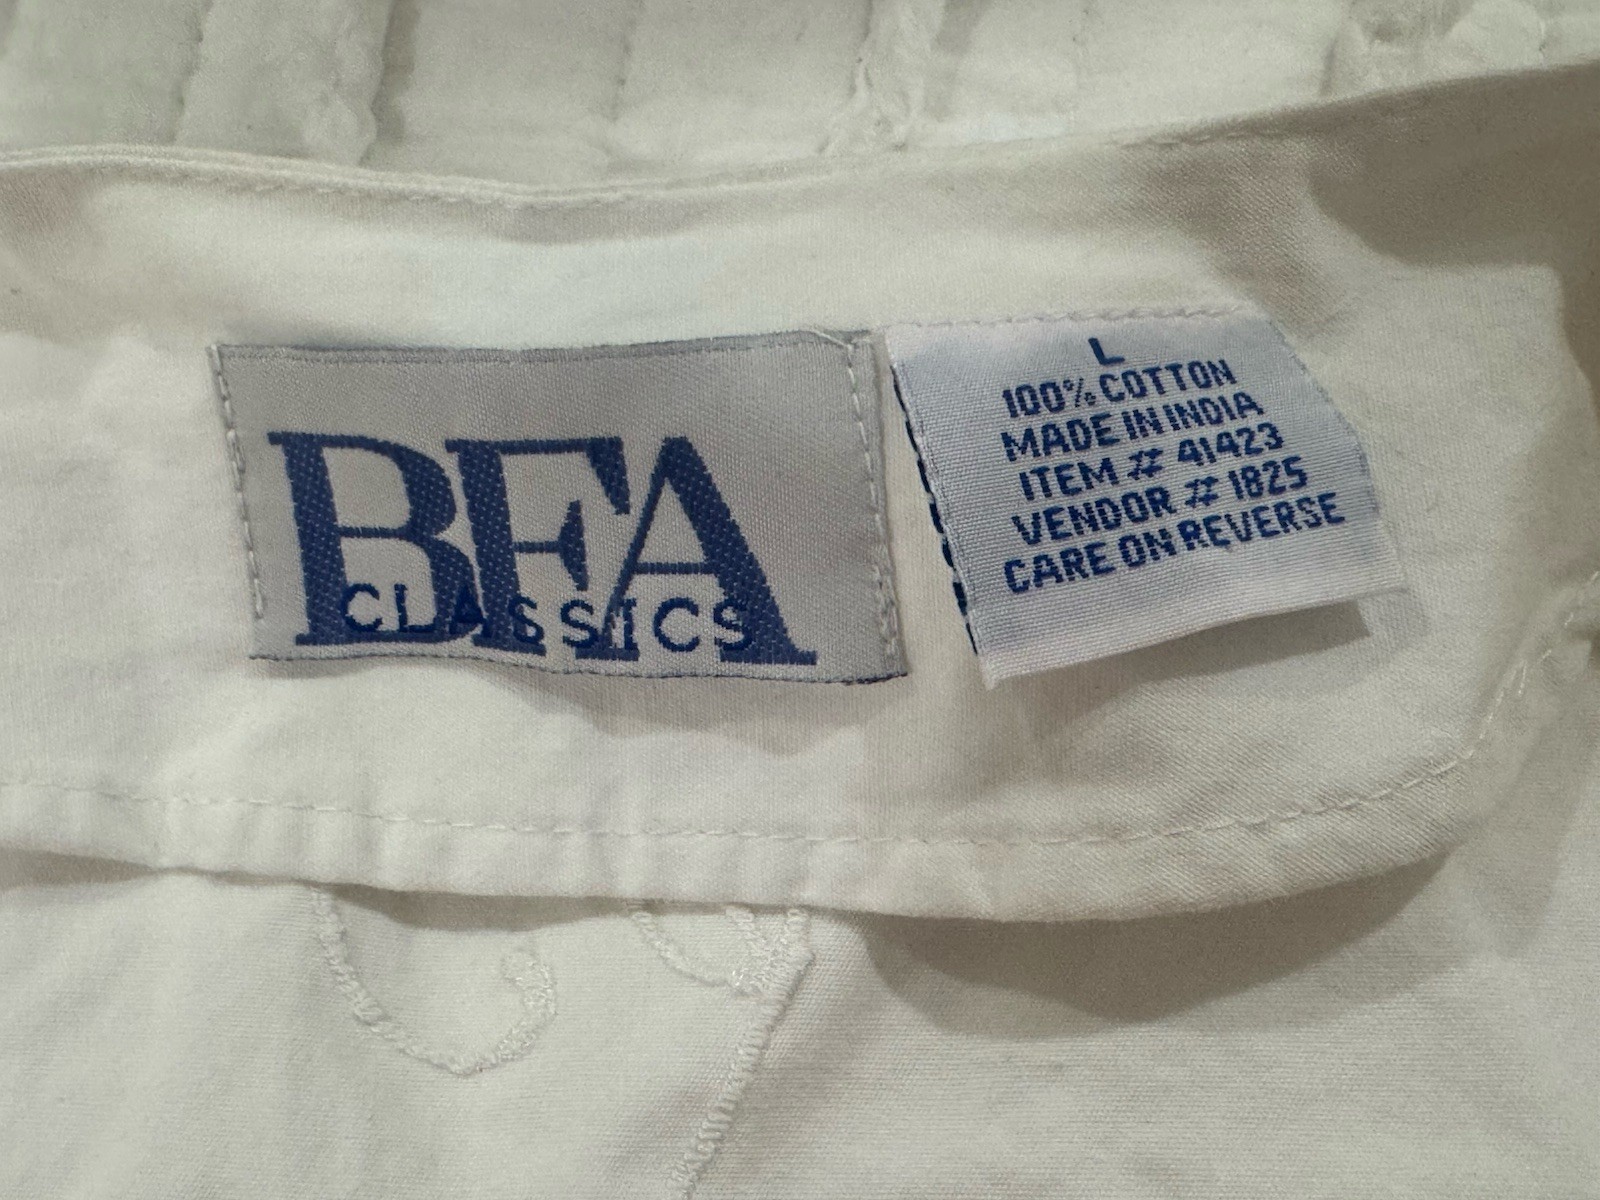 BFA
CLASSICS
L
100% COTTON
MADE IN INDIA
ITEM # 41423
VENDOR # 1825
CARE ON REVERSE